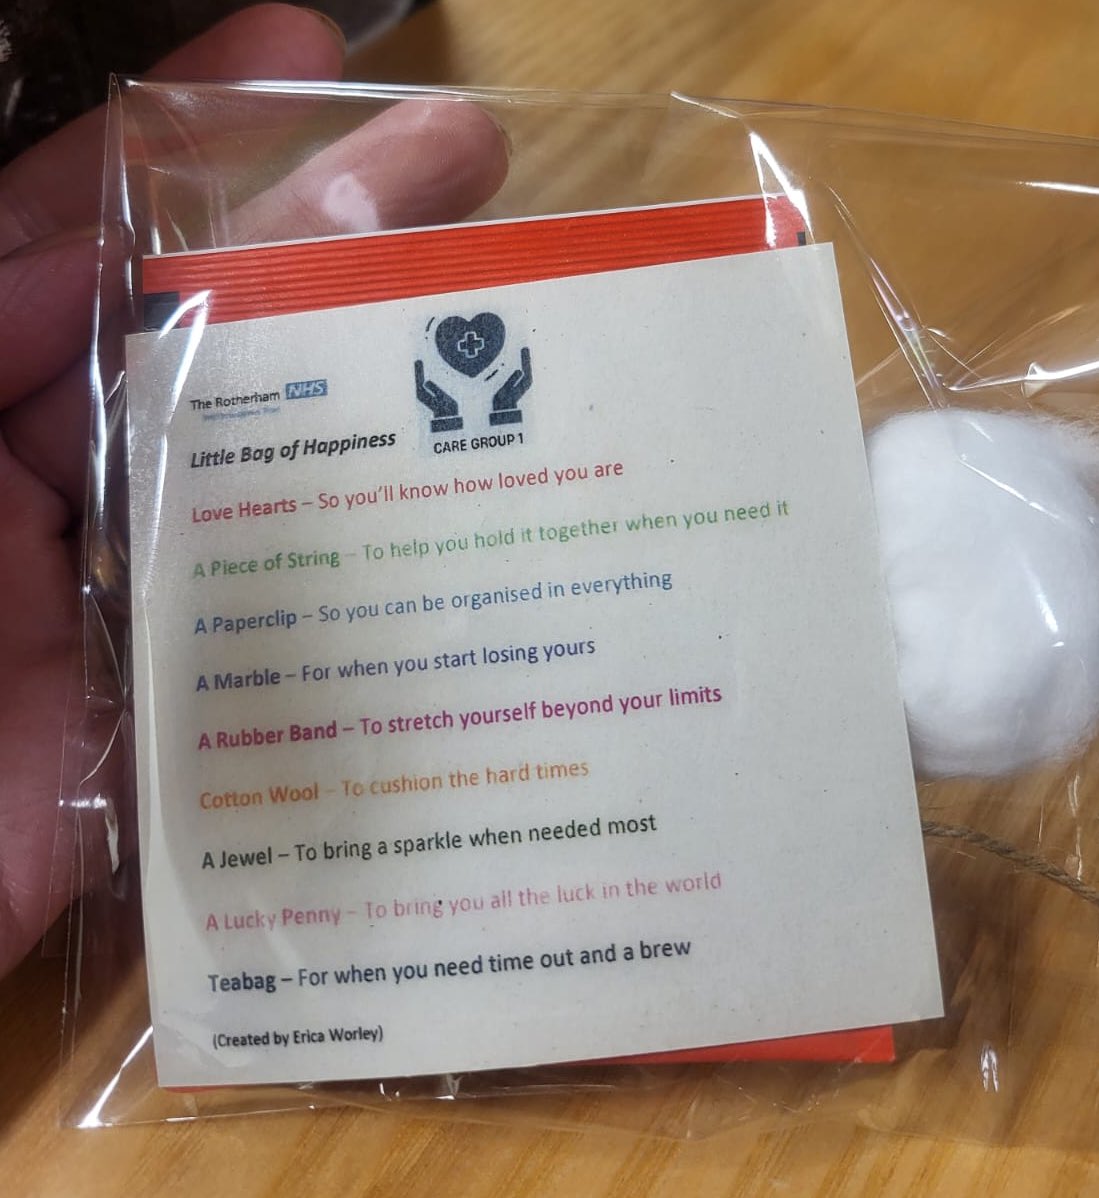 The Rotherham NHS
CARE GROUP 1
Little Bag of Happiness
Love Hearts – So you'll know how loved you are
A Piece of String – To help you hold it together when you need it
A Paperclip – So you can be organised in everything
A Marble – For when you start losing yours
A Rubber Band – To stretch yourself beyond your limits
Cotton Wool – To cushion the hard times
A Jewel – To bring a sparkle when needed most
A Lucky Penny – To bring you all the luck in the world
Teabag – For when you need time out and a brew
(Created by Erica Worley)